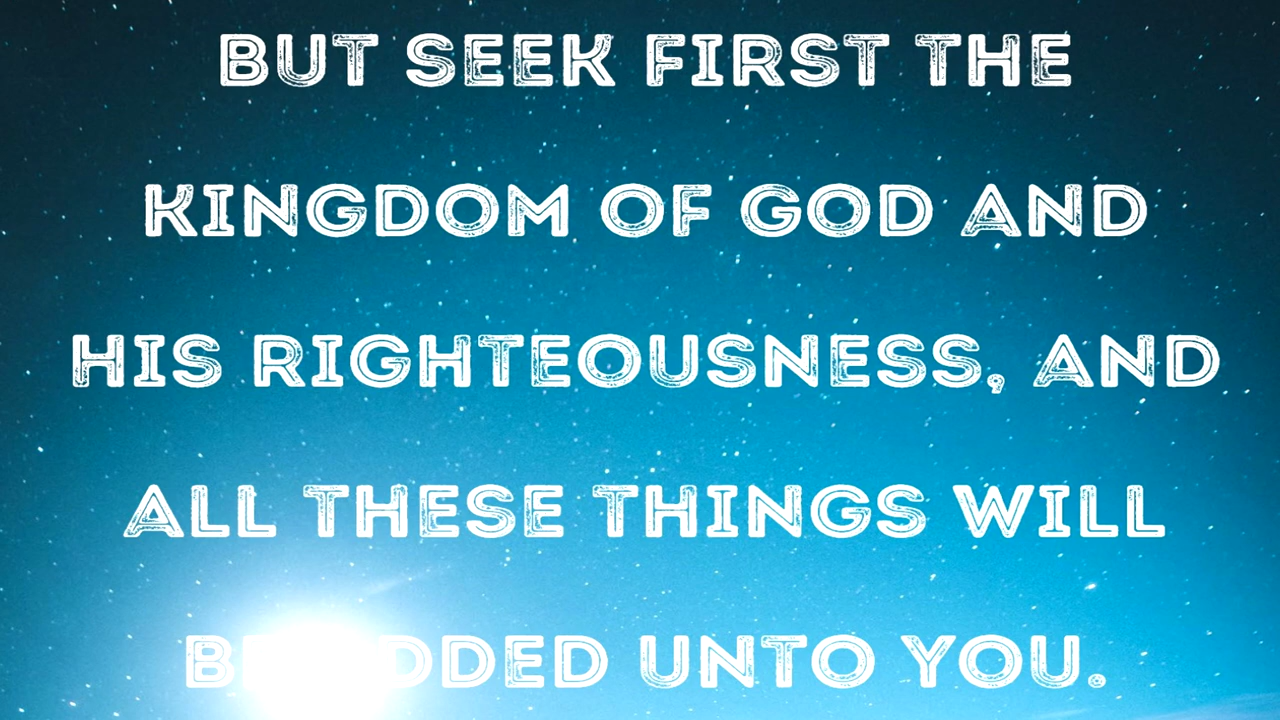 BUT SEEK FIRST THE
KINGDOM OF GOD AND
HIS RIGHTEOUSNESS, AND
ALL THESE THINGS WILL
BE ADDED UNTO YOU.